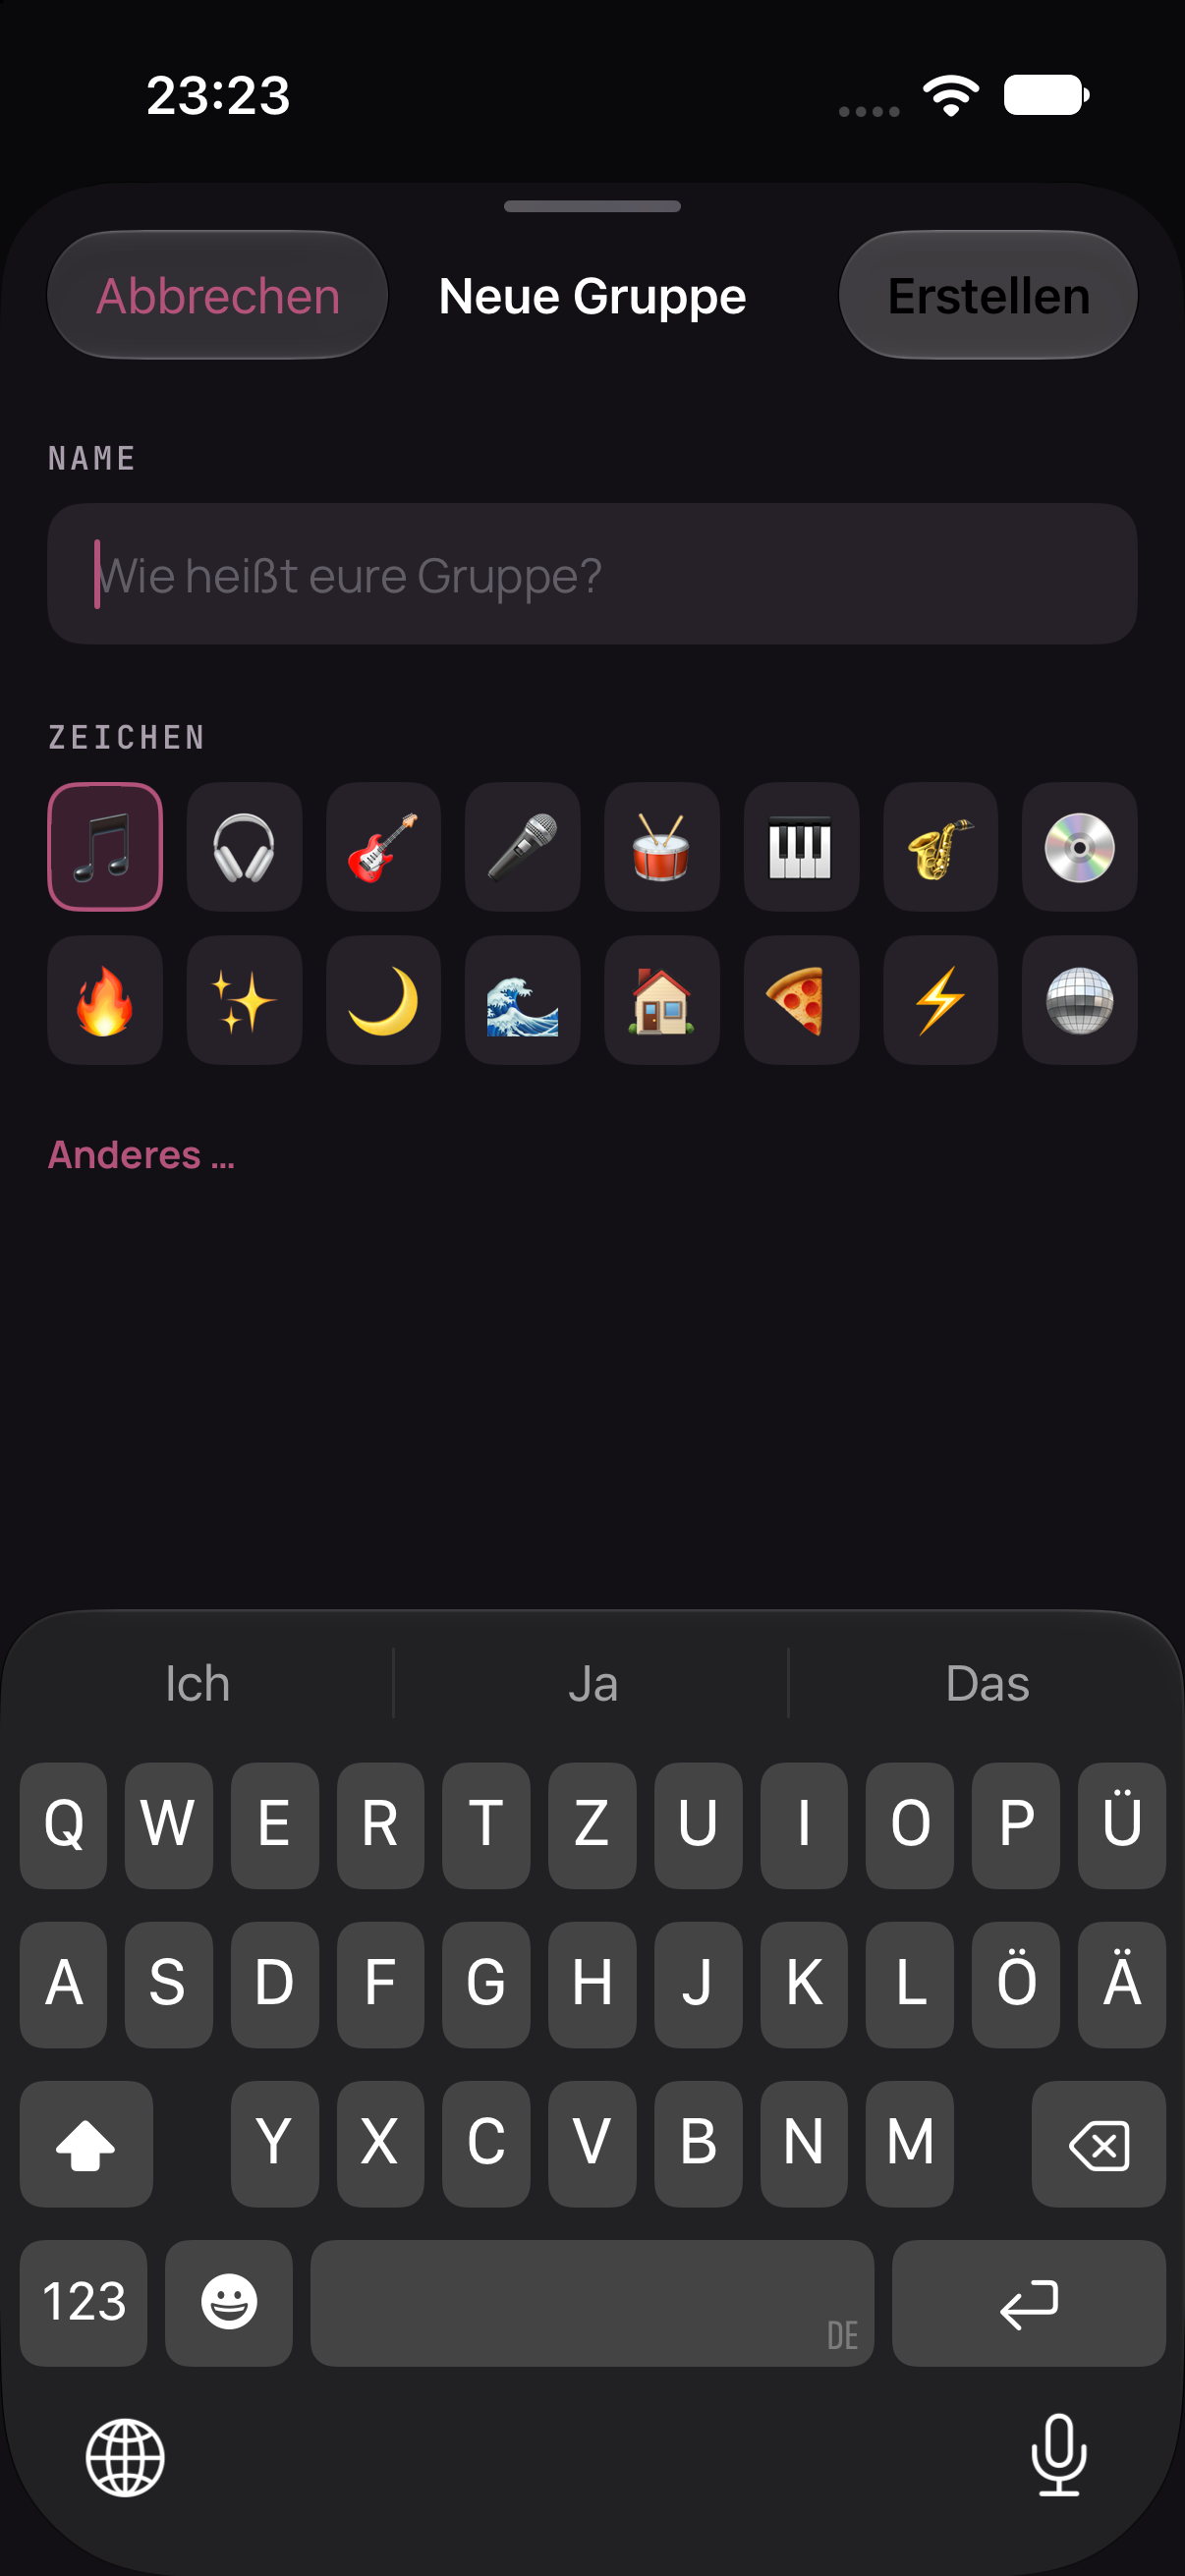 23:23
Abbrechen Neue Gruppe Erstellen
NAME
Wie heißt eure Gruppe?
ZEICHEN
Anderes …
Ich Ja Das
Q W E R T Z U I O P Ü
A S D F G H J K L Ö Ä
Y X C V B N M
123 DE